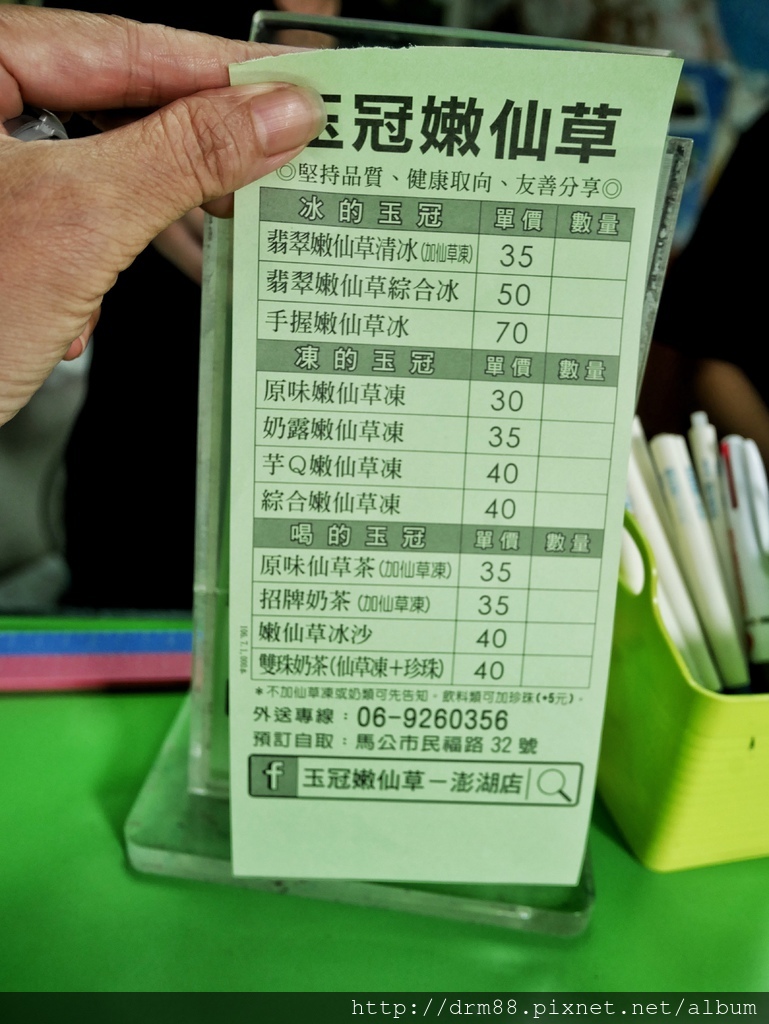 玉冠嫩仙草
◎堅持品質、健康取向、友善分享◎
冰的玉冠 單價 數量
翡翠嫩仙草清冰(加仙草凍) 35
翡翠嫩仙草綜合冰 50
手握嫩仙草冰 70
凍的玉冠 單價 數量
原味嫩仙草凍 30
奶露嫩仙草凍 35
芋Q嫩仙草凍 40
綜合嫩仙草凍 40
喝的玉冠 單價 數量
原味仙草茶(加仙草凍) 35
招牌奶茶(加仙草凍) 35
嫩仙草冰沙 40
雙珠奶茶(仙草凍+珍珠) 40
*不加仙草凍或奶類可先告知。飲料類可加珍珠(+5元)。
外送專線：06-9260356
預訂自取：馬公市民福路32號
f 玉冠嫩仙草－澎湖店
http://drm88.pixnet.net/album